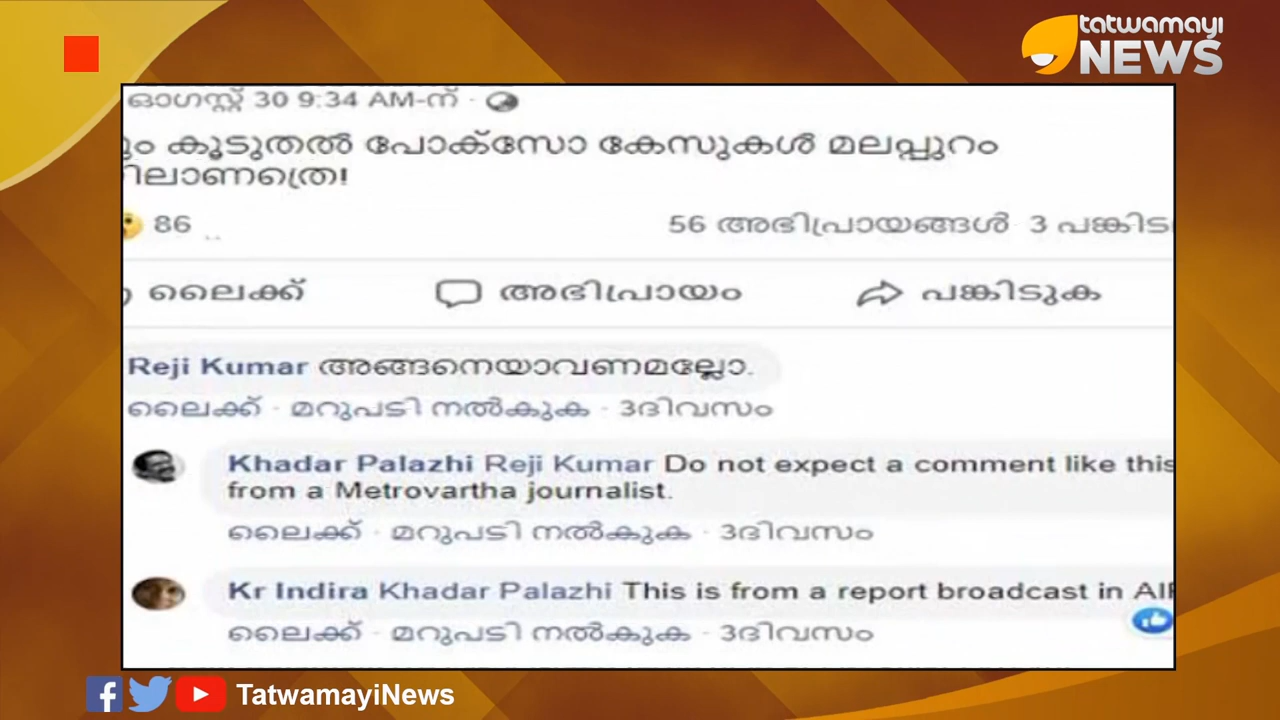 tatwamayi
NEWS
ഓഗസ്റ്റ് 30 9:34 AM-ന് ·
കൂടുതൽ പോക്സോ കേസുകൾ മലപ്പുറം
86
56 അഭിപ്രായങ്ങൾ 3
ലൈക്ക് അഭിപ്രായം പങ്കിടുക
Reji Kumar അങ്ങനെയാവണമല്ലോ.
ലൈക്ക് · മറുപടി നൽകുക · 3ദിവസം
Khadar Palazhi Reji Kumar Do not expect a comment like this
from a Metrovartha journalist.
ലൈക്ക് · മറുപടി നൽകുക · 3ദിവസം
Kr Indira Khadar Palazhi This is from a report broadcast in
ലൈക്ക് · മറുപടി നൽകുക · 3ദിവസം
TatwamayiNews